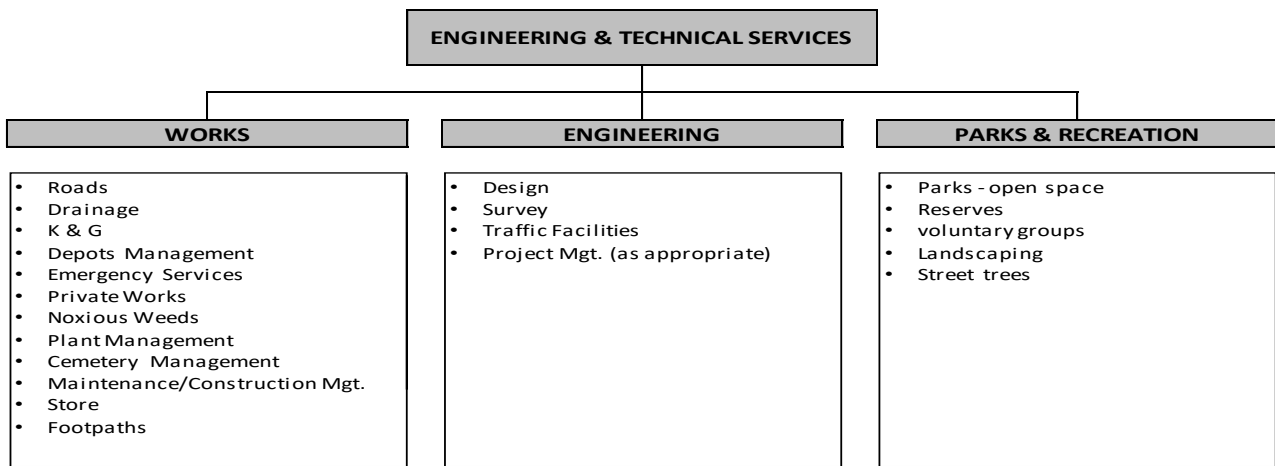 ENGINEERING & TECHNICAL SERVICES
WORKS
• Roads
• Drainage
• K & G
• Depots Management
• Emergency Services
• Private Works
• Noxious Weeds
• Plant Management
• Cemetery Management
• Maintenance/Construction Mgt.
• Store
• Footpaths
ENGINEERING
• Design
• Survey
• Traffic Facilities
• Project Mgt. (as appropriate)
PARKS & RECREATION
• Parks - open space
• Reserves
• voluntary groups
• Landscaping
• Street trees